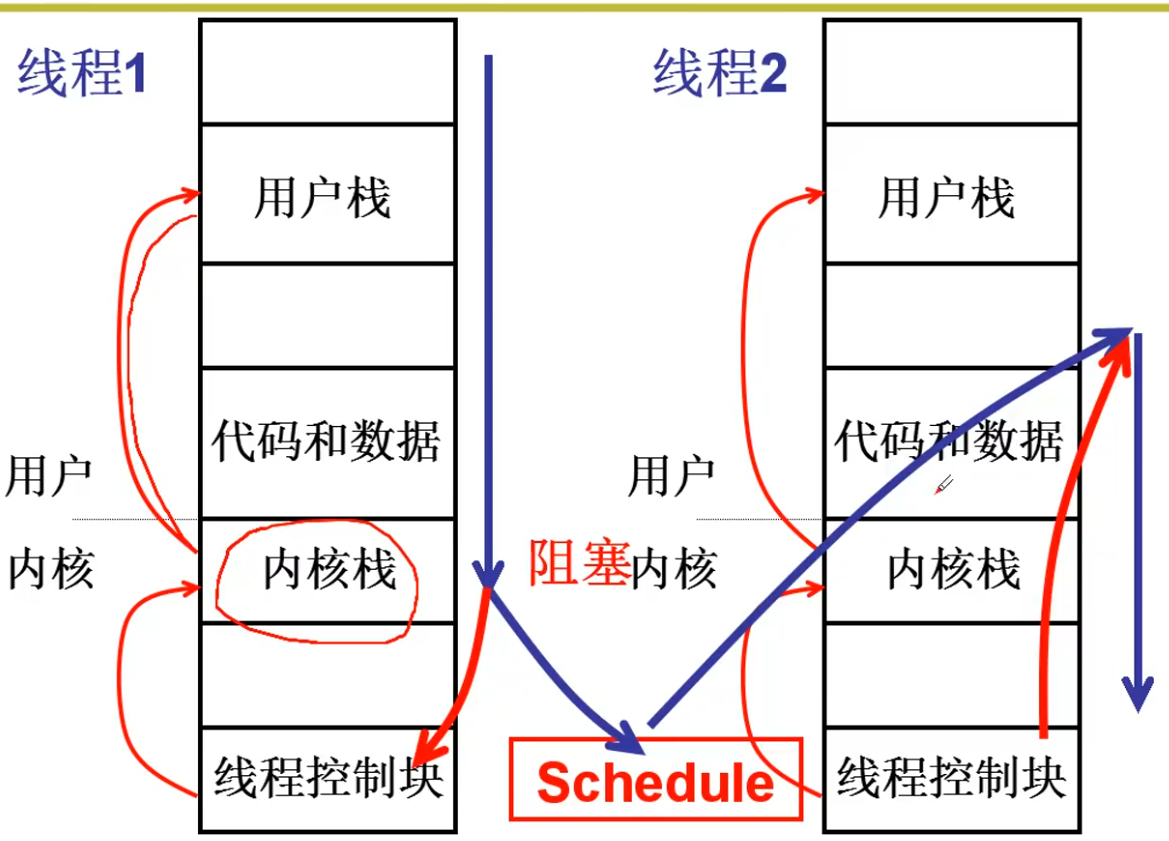 线程1
用户栈
代码和数据
用户
内核
内核栈
线程控制块
阻塞
Schedule
线程2
用户栈
代码和数据
用户
内核
内核栈
线程控制块